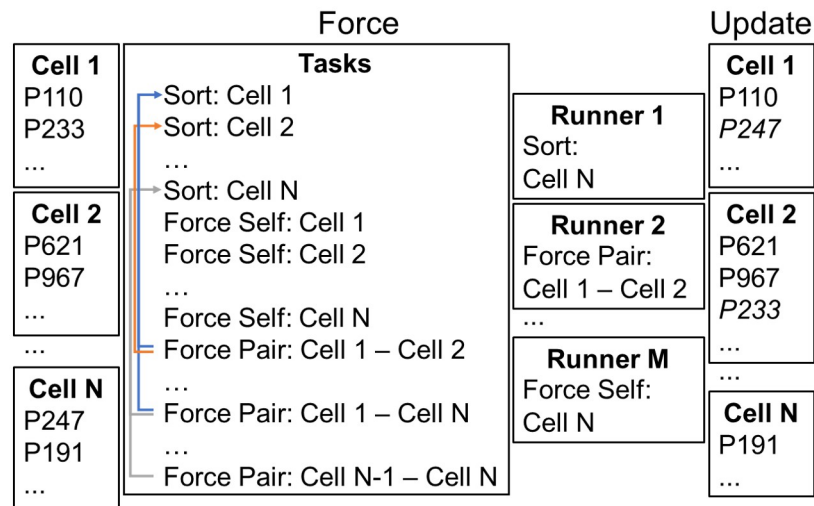 Force
Update
Cell 1
P110
P233
...
Cell 2
P621
P967
...
...
Cell N
P247
P191
...
Tasks
Sort: Cell 1
Sort: Cell 2
...
Sort: Cell N
Force Self: Cell 1
Force Self: Cell 2
...
Force Self: Cell N
Force Pair: Cell 1 – Cell 2
...
Force Pair: Cell 1 – Cell N
...
Force Pair: Cell N-1 – Cell N
Runner 1
Sort:
Cell N
Runner 2
Force Pair:
Cell 1 – Cell 2
...
Runner M
Force Self:
Cell N
Cell 1
P110
P247
...
Cell 2
P621
P967
P233
...
...
Cell N
P191
...